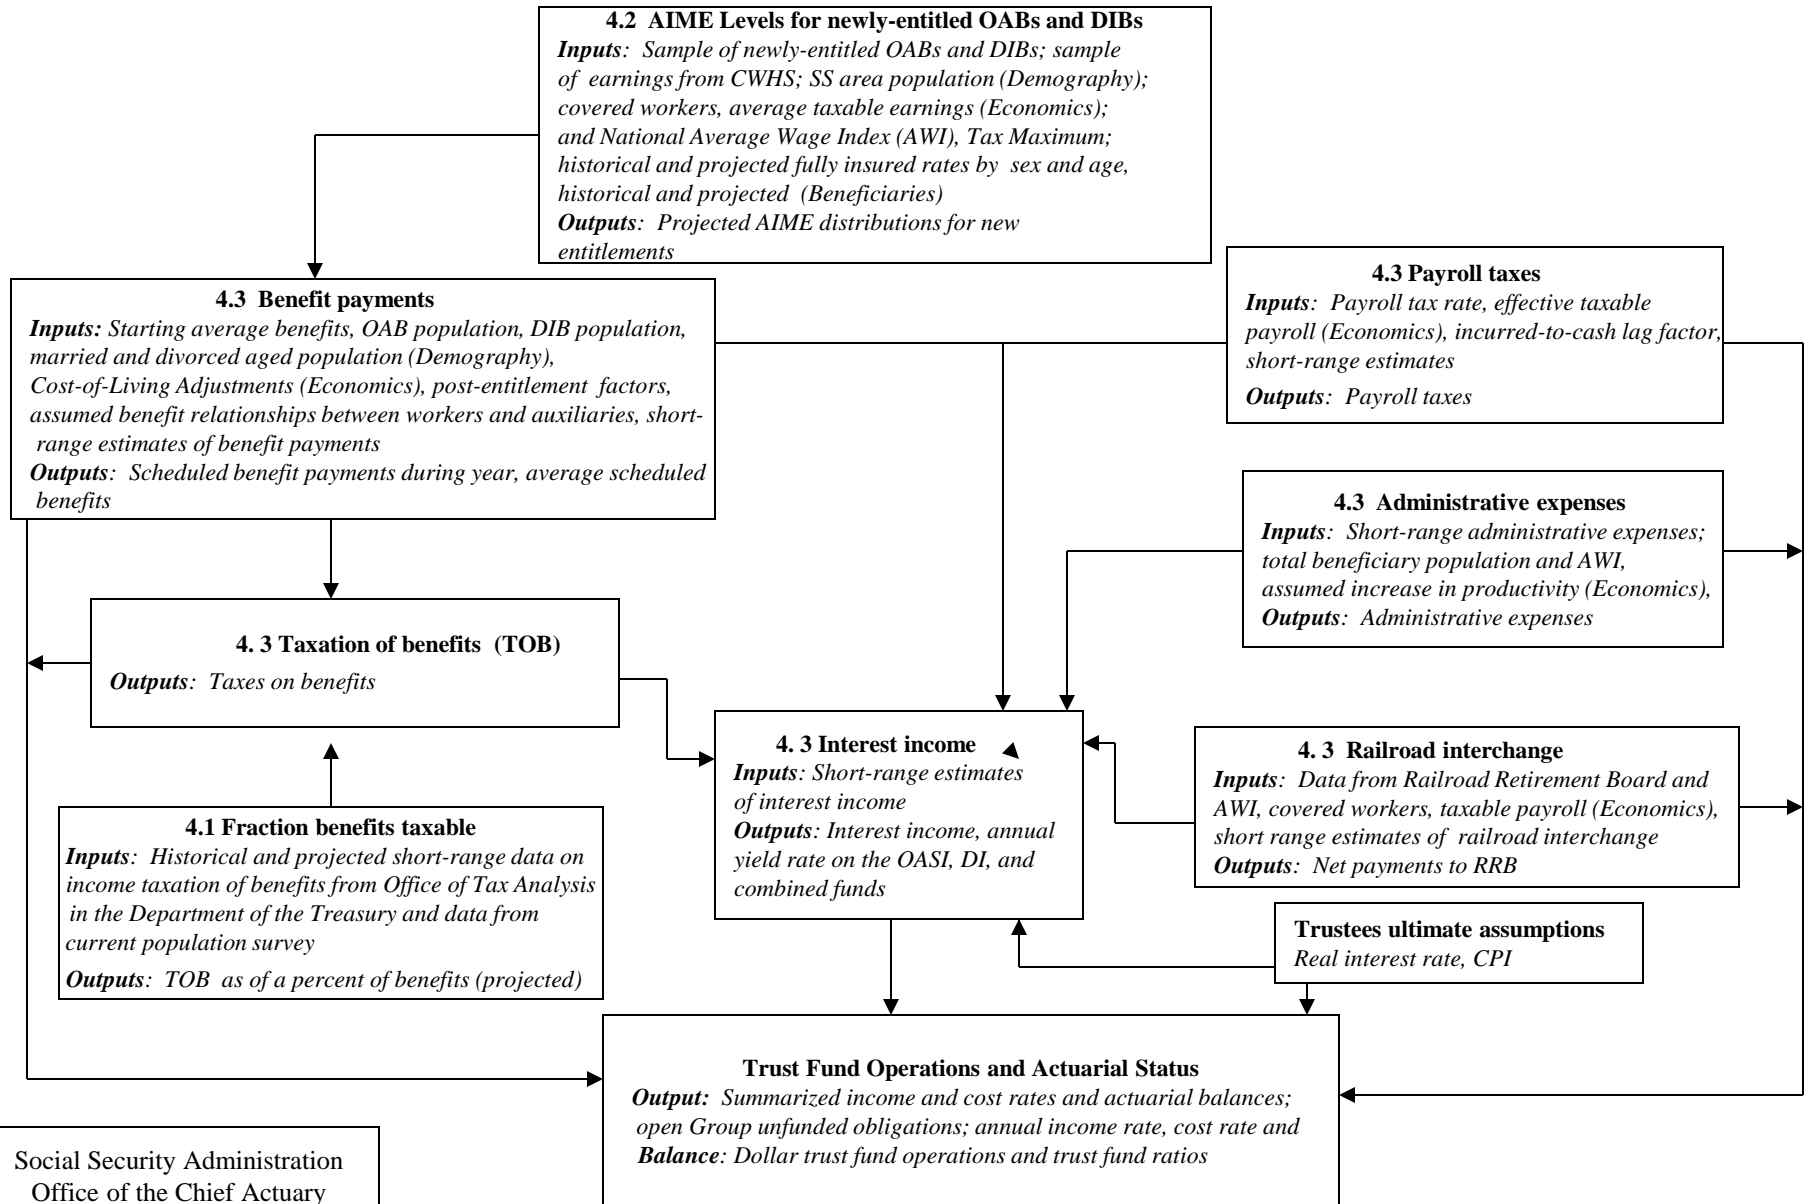 4.2 AIME Levels for newly-entitled OABs and DIBs
Inputs: Sample of newly-entitled OABs and DIBs; sample
of earnings from CWHS; SS area population (Demography);
covered workers, average taxable earnings (Economics);
and National Average Wage Index (AWI), Tax Maximum;
historical and projected fully insured rates by sex and age,
historical and projected (Beneficiaries)
Outputs: Projected AIME distributions for new
entitlements
4.3 Benefit payments
Inputs: Starting average benefits, OAB population, DIB population,
married and divorced aged population (Demography),
Cost-of-Living Adjustments (Economics), post-entitlement factors,
assumed benefit relationships between workers and auxiliaries, short-
range estimates of benefit payments
Outputs: Scheduled benefit payments during year, average scheduled
benefits
4.3 Payroll taxes
Inputs: Payroll tax rate, effective taxable
payroll (Economics), incurred-to-cash lag factor,
short-range estimates
Outputs: Payroll taxes
4.3 Administrative expenses
Inputs: Short-range administrative expenses;
total beneficiary population and AWI,
assumed increase in productivity (Economics),
Outputs: Administrative expenses
4. 3 Taxation of benefits (TOB)
Outputs: Taxes on benefits
4. 3 Interest income
Inputs: Short-range estimates
of interest income
Outputs: Interest income, annual
yield rate on the OASI, DI, and
combined funds
4. 3 Railroad interchange
Inputs: Data from Railroad Retirement Board and
AWI, covered workers, taxable payroll (Economics),
short range estimates of railroad interchange
Outputs: Net payments to RRB
4.1 Fraction benefits taxable
Inputs: Historical and projected short-range data on
income taxation of benefits from Office of Tax Analysis
in the Department of the Treasury and data from
current population survey
Outputs: TOB as of a percent of benefits (projected)
Trustees ultimate assumptions
Real interest rate, CPI
Trust Fund Operations and Actuarial Status
Output: Summarized income and cost rates and actuarial balances;
open Group unfunded obligations; annual income rate, cost rate and
Balance: Dollar trust fund operations and trust fund ratios
Social Security Administration
Office of the Chief Actuary